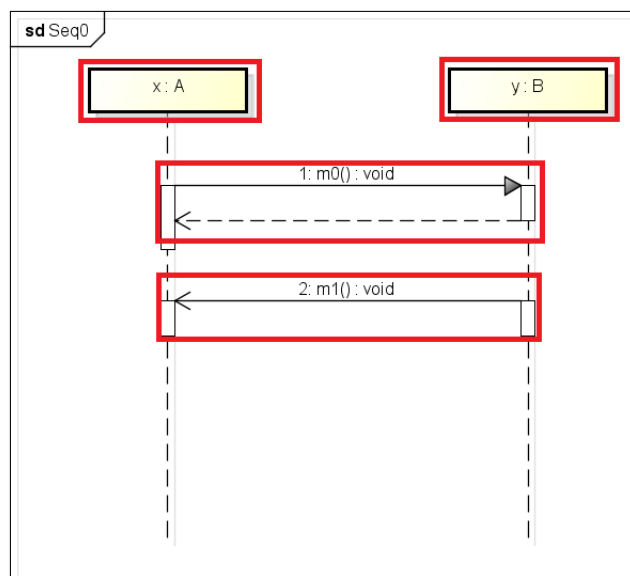 sd Seq0
x : A
y : B
1: m0() : void
2: m1() : void